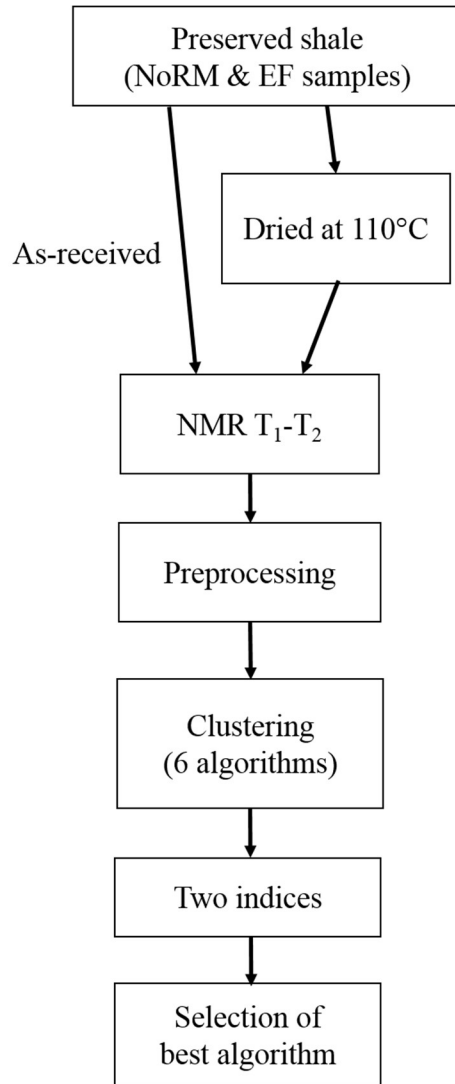 Preserved shale
(NoRM & EF samples)
As-received
Dried at 110°C
NMR T₁-T₂
Preprocessing
Clustering
(6 algorithms)
Two indices
Selection of
best algorithm